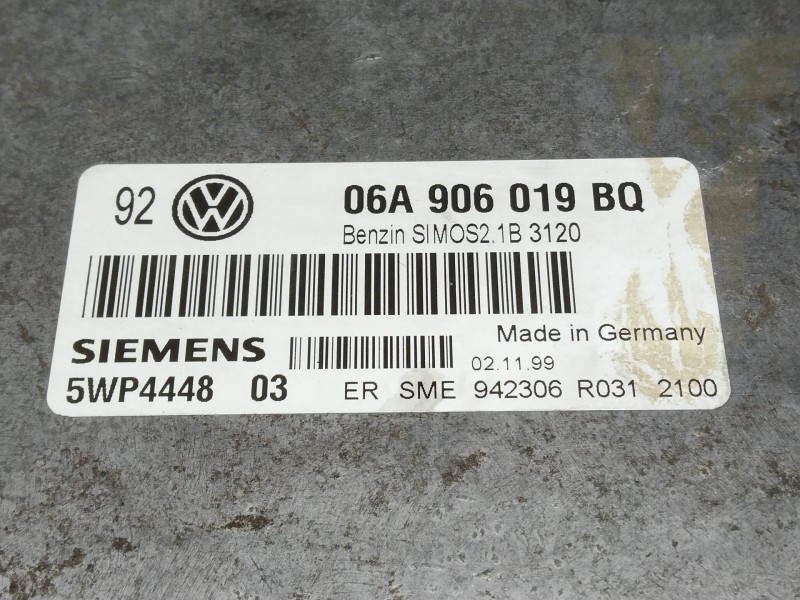 92 VW 06A 906 019 BQ
Benzin SIMOS2.1B 3120
Made in Germany
SIEMENS 02.11.99
5WP4448 03 ER SME 942306 R031 2100